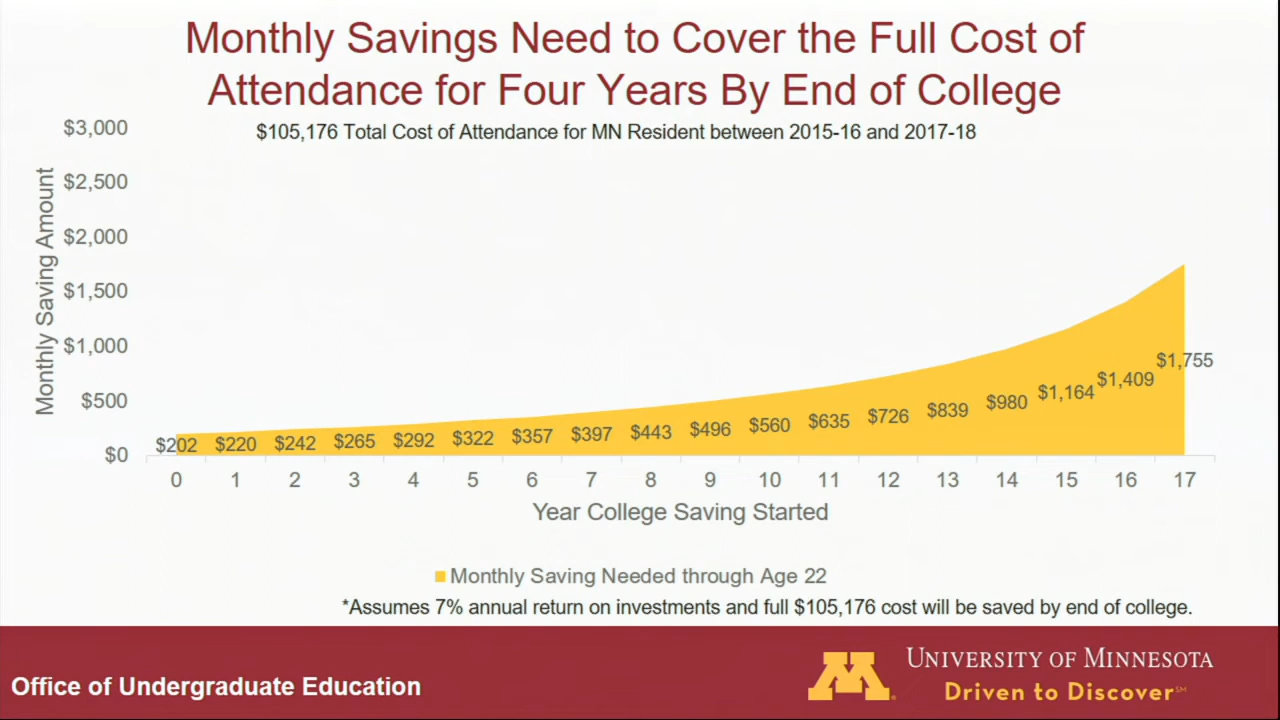 Monthly Savings Need to Cover the Full Cost of
Attendance for Four Years By End of College
$105,176 Total Cost of Attendance for MN Resident between 2015-16 and 2017-18
Monthly Saving Amount
$3,000
$2,500
$2,000
$1,500
$1,000
$500
$0
$202 $220 $242 $265 $292 $322 $357 $397 $443 $496 $560 $635 $726 $839 $980 $1,164 $1,409 $1,755
0 1 2 3 4 5 6 7 8 9 10 11 12 13 14 15 16 17
Year College Saving Started
Monthly Saving Needed through Age 22
*Assumes 7% annual return on investments and full $105,176 cost will be saved by end of college.
Office of Undergraduate Education
M
UNIVERSITY OF MINNESOTA
Driven to Discover℠